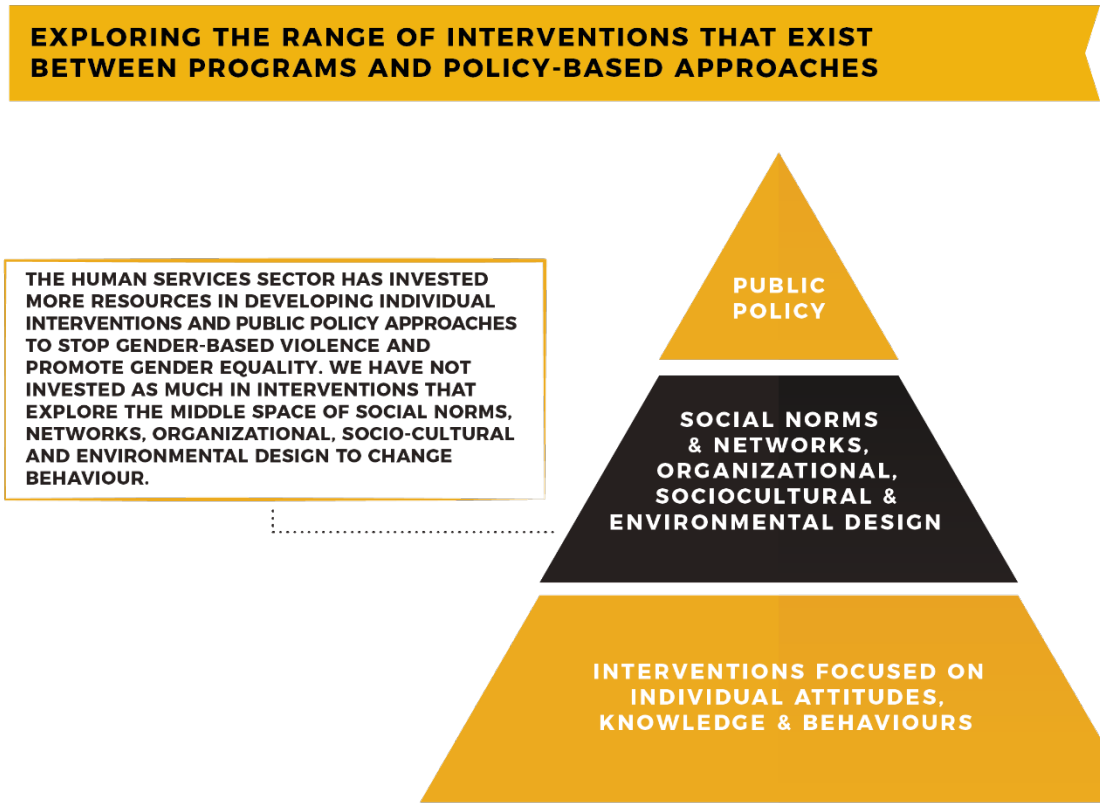 EXPLORING THE RANGE OF INTERVENTIONS THAT EXIST
BETWEEN PROGRAMS AND POLICY-BASED APPROACHES
THE HUMAN SERVICES SECTOR HAS INVESTED
MORE RESOURCES IN DEVELOPING INDIVIDUAL
INTERVENTIONS AND PUBLIC POLICY APPROACHES
TO STOP GENDER-BASED VIOLENCE AND
PROMOTE GENDER EQUALITY. WE HAVE NOT
INVESTED AS MUCH IN INTERVENTIONS THAT
EXPLORE THE MIDDLE SPACE OF SOCIAL NORMS,
NETWORKS, ORGANIZATIONAL, SOCIO-CULTURAL
AND ENVIRONMENTAL DESIGN TO CHANGE
BEHAVIOUR.
PUBLIC
POLICY
SOCIAL NORMS
& NETWORKS,
ORGANIZATIONAL,
SOCIOCULTURAL &
ENVIRONMENTAL DESIGN
INTERVENTIONS FOCUSED ON
INDIVIDUAL ATTITUDES,
KNOWLEDGE & BEHAVIOURS